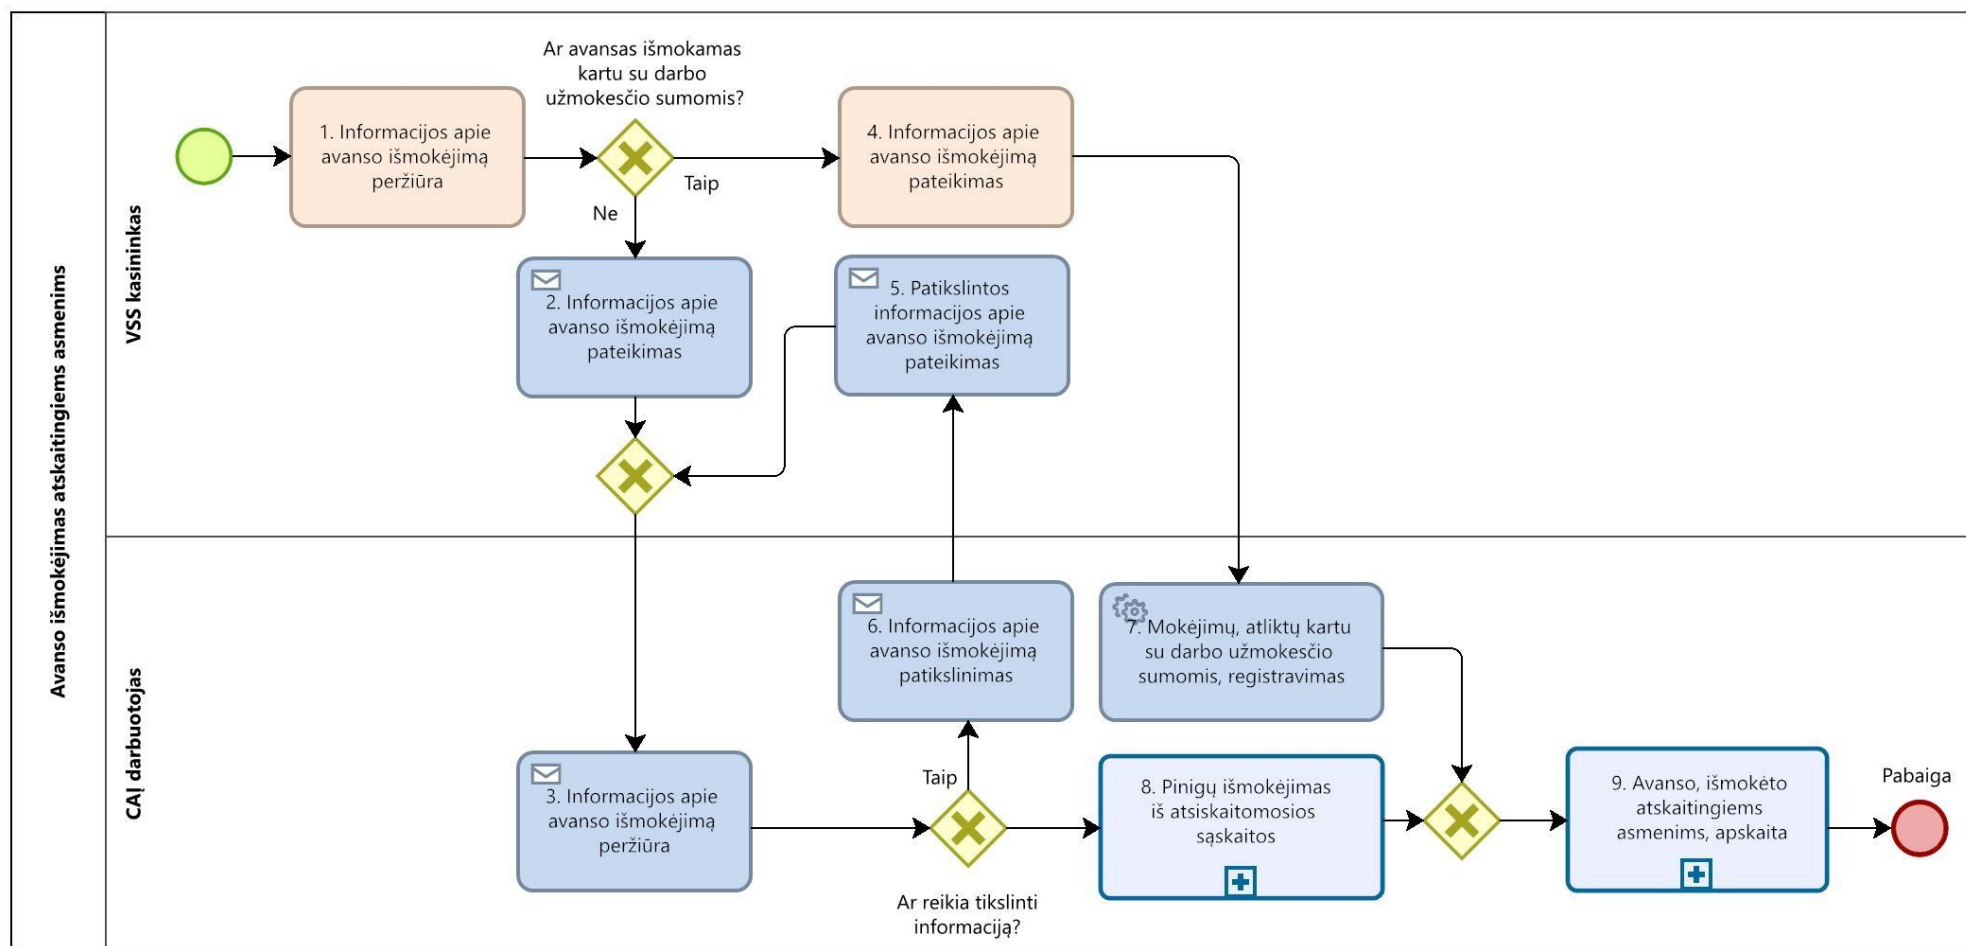 Avanso išmokėjimas atskaitingiems asmenims
VSS kasininkas
Ar avansas išmokamas
kartu su darbo
užmokesčio sumomis?
1. Informacijos apie
avanso išmokėjimą
peržiūra
Taip
Ne
4. Informacijos apie
avanso išmokėjimą
pateikimas
2. Informacijos apie
avanso išmokėjimą
pateikimas
5. Patikslintos
informacijos apie
avanso išmokėjimą
pateikimas
CAĮ darbuotojas
6. Informacijos apie
avanso išmokėjimą
patikslinimas
7. Mokėjimų, atliktų kartu
su darbo užmokesčio
sumomis, registravimas
3. Informacijos apie
avanso išmokėjimą
peržiūra
Taip
Ar reikia tikslinti
informaciją?
8. Pinigų išmokėjimas
iš atsiskaitomosios
sąskaitos
9. Avanso, išmokėto
atskaitingiems
asmenims, apskaita
Pabaiga